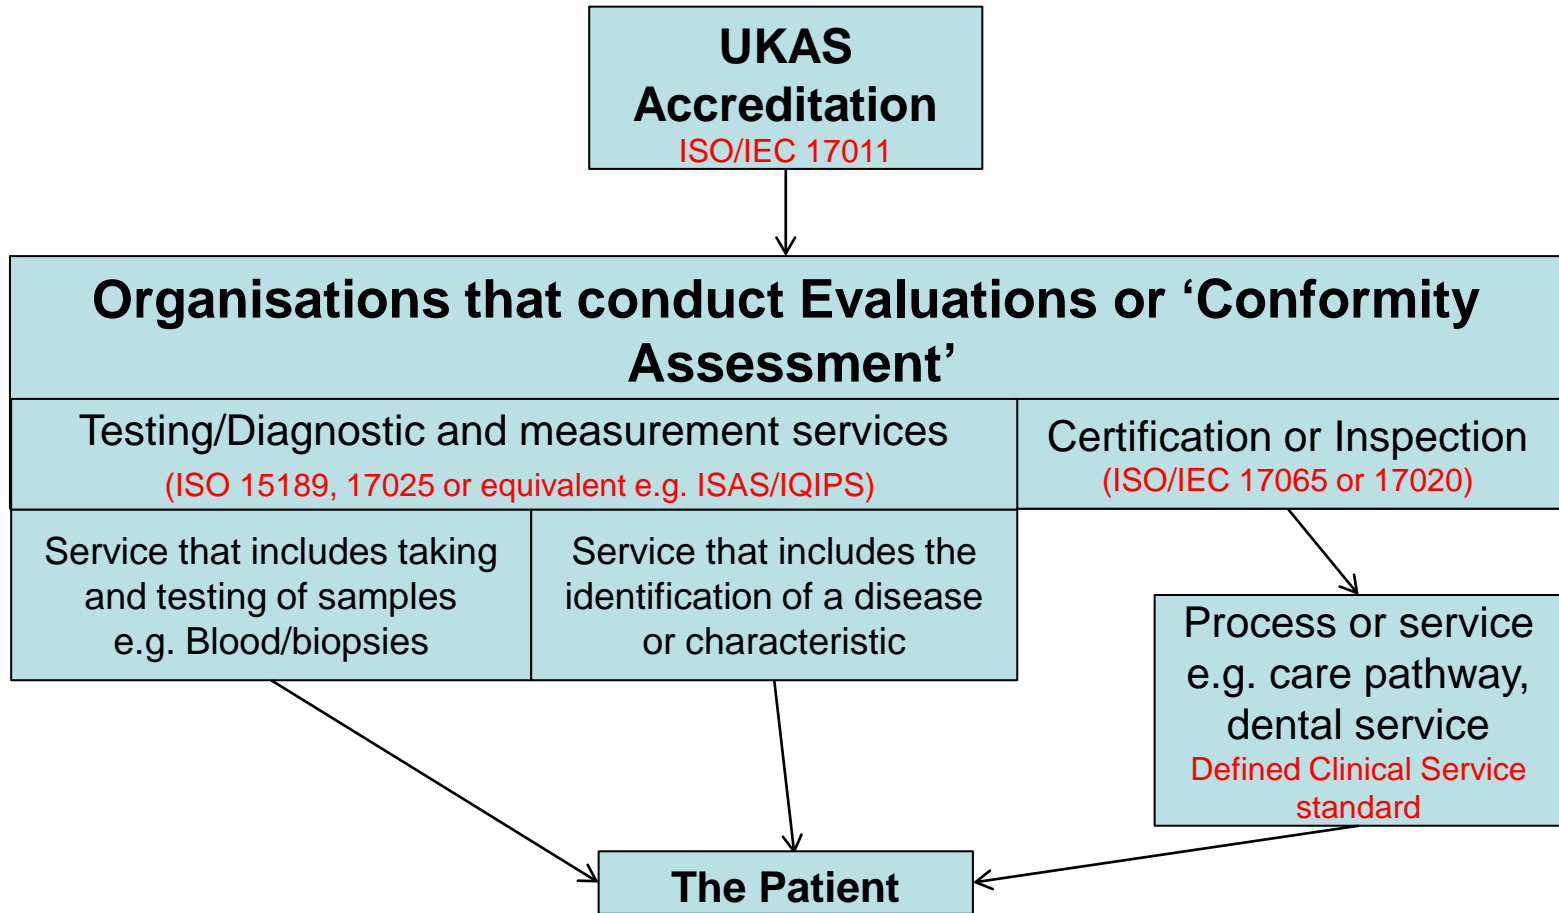 UKAS
Accreditation
ISO/IEC 17011
Organisations that conduct Evaluations or ‘Conformity
Assessment’
Testing/Diagnostic and measurement services
(ISO 15189, 17025 or equivalent e.g. ISAS/IQIPS)
Certification or Inspection
(ISO/IEC 17065 or 17020)
Service that includes taking
and testing of samples
e.g. Blood/biopsies
Service that includes the
identification of a disease
or characteristic
Process or service
e.g. care pathway,
dental service
Defined Clinical Service
standard
The Patient